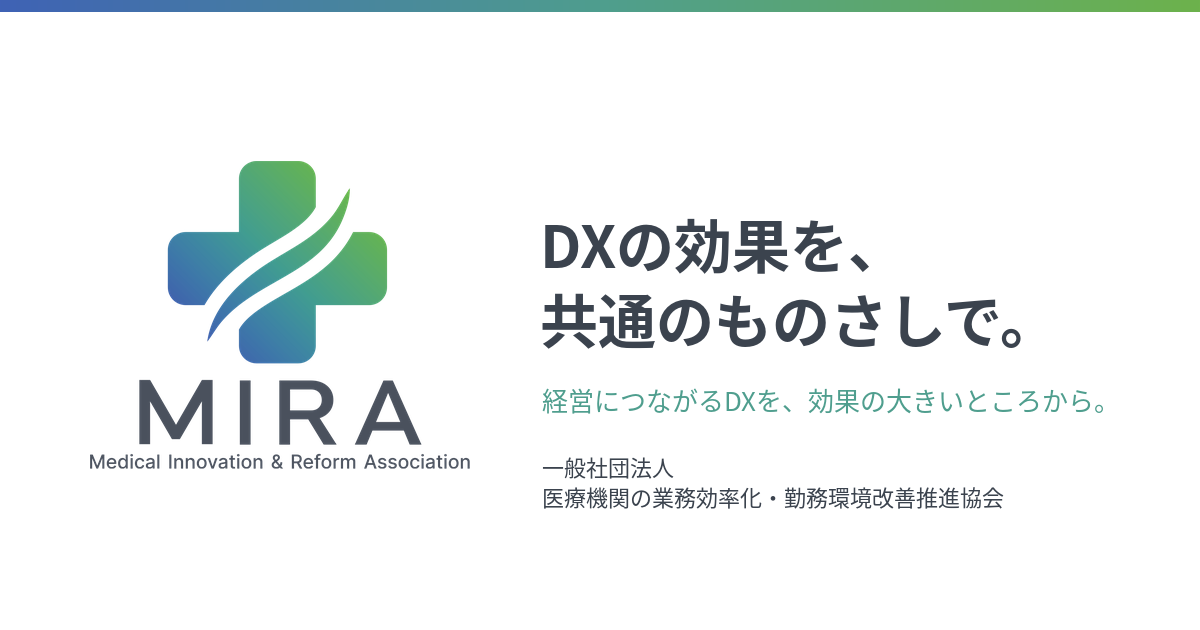 MIRA
Medical Innovation & Reform Association
DXの効果を、
共通のものさしで。
経営につながるDXを、効果の大きいところから。
一般社団法人
医療機関の業務効率化・勤務環境改善推進協会